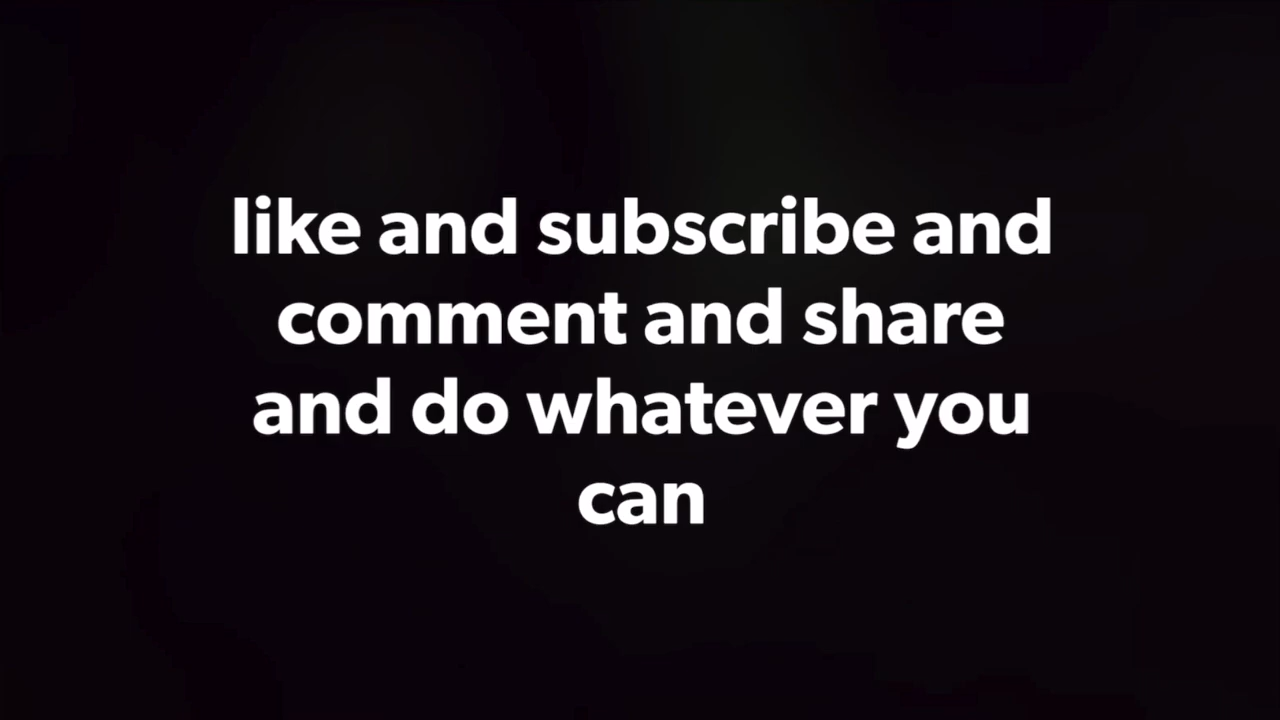 like and subscribe and
comment and share
and do whatever you
can